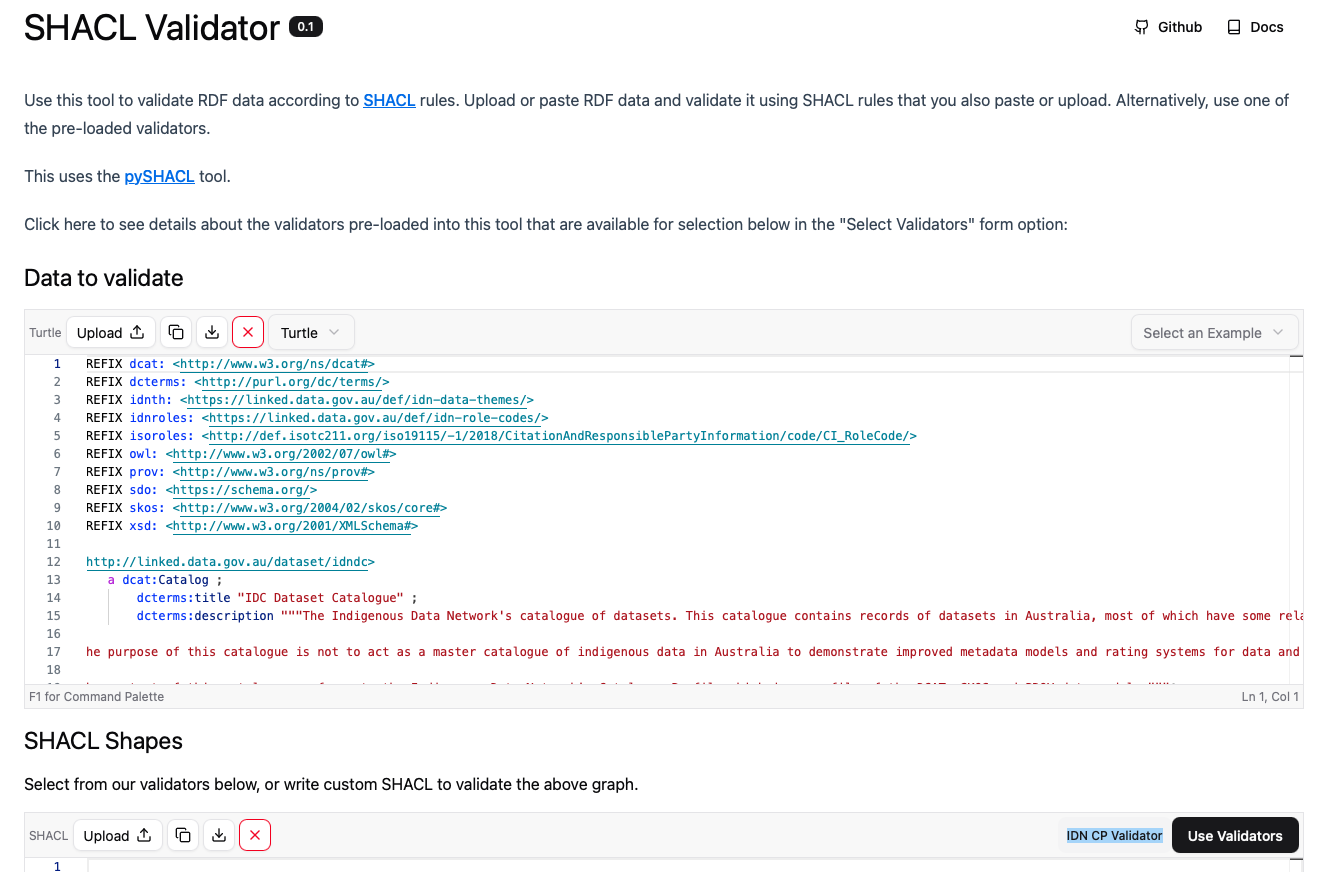 SHACL Validator 0.1
Github Docs
Use this tool to validate RDF data according to SHACL rules. Upload or paste RDF data and validate it using SHACL rules that you also paste or upload. Alternatively, use one of
the pre-loaded validators.
This uses the pySHACL tool.
Click here to see details about the validators pre-loaded into this tool that are available for selection below in the "Select Validators" form option:
Data to validate
Turtle Upload Turtle Select an Example
1 REFIX dcat: <http://www.w3.org/ns/dcat#>
2 REFIX dcterms: <http://purl.org/dc/terms/>
3 REFIX idnth: <https://linked.data.gov.au/def/idn-data-themes/>
4 REFIX idnroles: <https://linked.data.gov.au/def/idn-role-codes/>
5 REFIX isoroles: <http://def.isotc211.org/iso19115/-1/2018/CitationAndResponsiblePartyInformation/code/CI_RoleCode/>
6 REFIX owl: <http://www.w3.org/2002/07/owl#>
7 REFIX prov: <http://www.w3.org/ns/prov#>
8 REFIX sdo: <https://schema.org/>
9 REFIX skos: <http://www.w3.org/2004/02/skos/core#>
10 REFIX xsd: <http://www.w3.org/2001/XMLSchema#>
11
12 http://linked.data.gov.au/dataset/idndc>
13 a dcat:Catalog ;
14 dcterms:title "IDC Dataset Catalogue" ;
15 dcterms:description """The Indigenous Data Network's catalogue of datasets. This catalogue contains records of datasets in Australia, most of which have some rela
16
17 he purpose of this catalogue is not to act as a master catalogue of indigenous data in Australia to demonstrate improved metadata models and rating systems for data and
18
F1 for Command Palette Ln 1, Col 1
SHACL Shapes
Select from our validators below, or write custom SHACL to validate the above graph.
SHACL Upload IDN CP Validator Use Validators
1